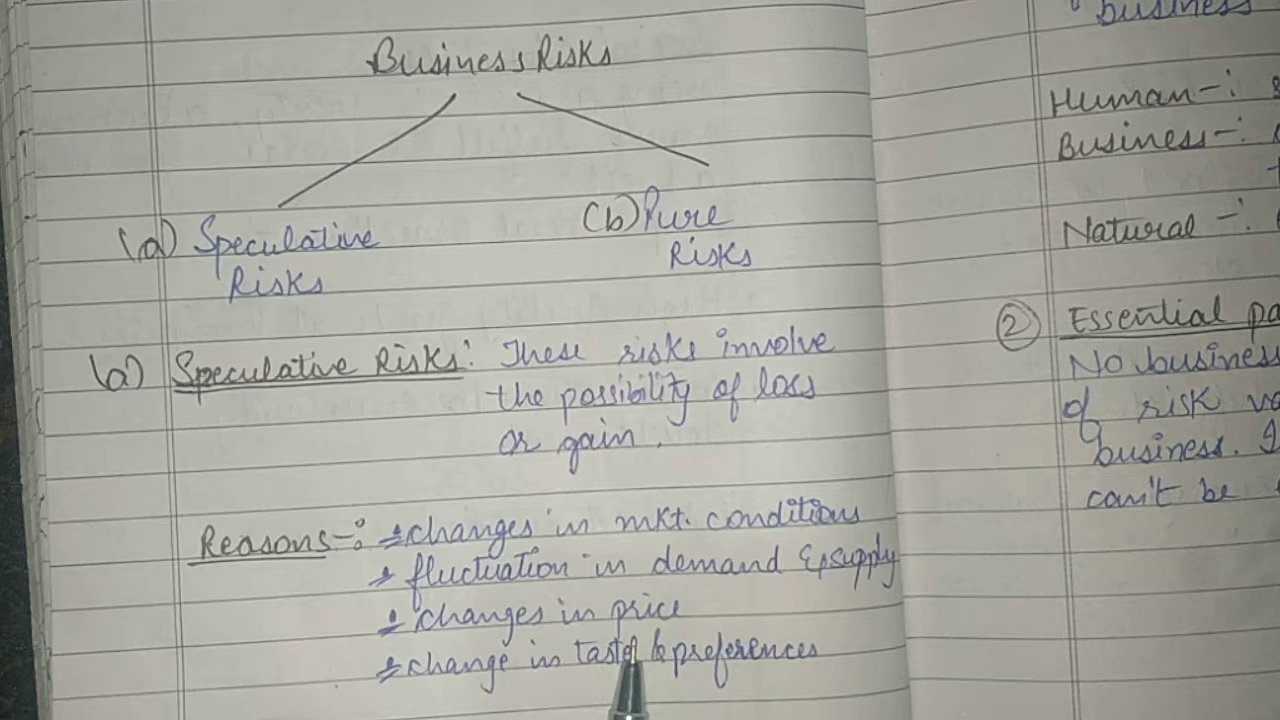 Business Risks
(a) Speculative
Risks
(b) Pure
Risks
(a) Speculative Risks: These risks involve
the possibility of loss
or gain.
Reasons-: changes in mkt. conditions
fluctuation in demand & supply
changes in price
change in taste & preferences
business
Human-:
Business-:
Natural-:
② Essential pa
No business
of risk
business. I
can't be